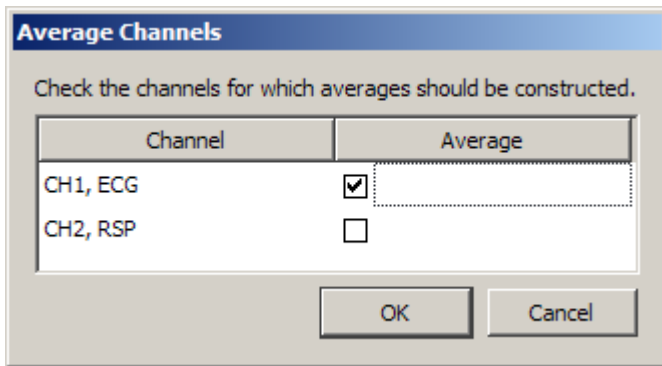 Average Channels
Check the channels for which averages should be constructed.
Channel Average
CH1, ECG
CH2, RSP
OK Cancel